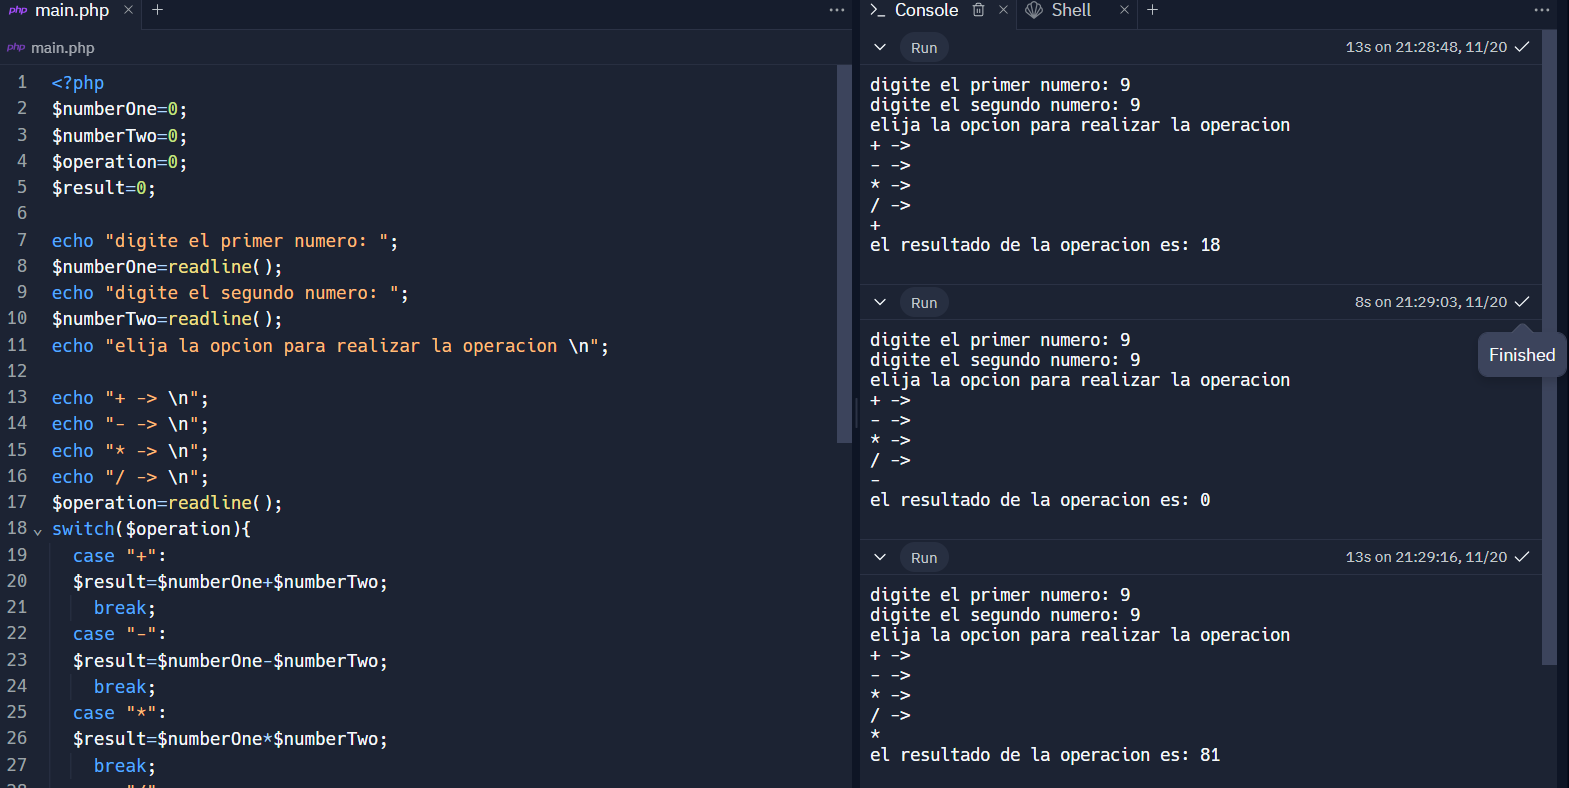 php main.php × +
php main.php
1 <?php
2 $numberOne=0;
3 $numberTwo=0;
4 $operation=0;
5 $result=0;
6
7 echo "digite el primer numero: ";
8 $numberOne=readline();
9 echo "digite el segundo numero: ";
10 $numberTwo=readline();
11 echo "elija la opcion para realizar la operacion \n";
12
13 echo "+ -> \n";
14 echo "- -> \n";
15 echo "* -> \n";
16 echo "/ -> \n";
17 $operation=readline();
18 switch($operation){
19 case "+":
20 $result=$numberOne+$numberTwo;
21 break;
22 case "-":
23 $result=$numberOne-$numberTwo;
24 break;
25 case "*":
26 $result=$numberOne*$numberTwo;
27 break;
Console × Shell × +
Run 13s on 21:28:48, 11/20
digite el primer numero: 9
digite el segundo numero: 9
elija la opcion para realizar la operacion
+ ->
- ->
* ->
/ ->
+
el resultado de la operacion es: 18
Run 8s on 21:29:03, 11/20
Finished
digite el primer numero: 9
digite el segundo numero: 9
elija la opcion para realizar la operacion
+ ->
- ->
* ->
/ ->
-
el resultado de la operacion es: 0
Run 13s on 21:29:16, 11/20
digite el primer numero: 9
digite el segundo numero: 9
elija la opcion para realizar la operacion
+ ->
- ->
* ->
/ ->
*
el resultado de la operacion es: 81